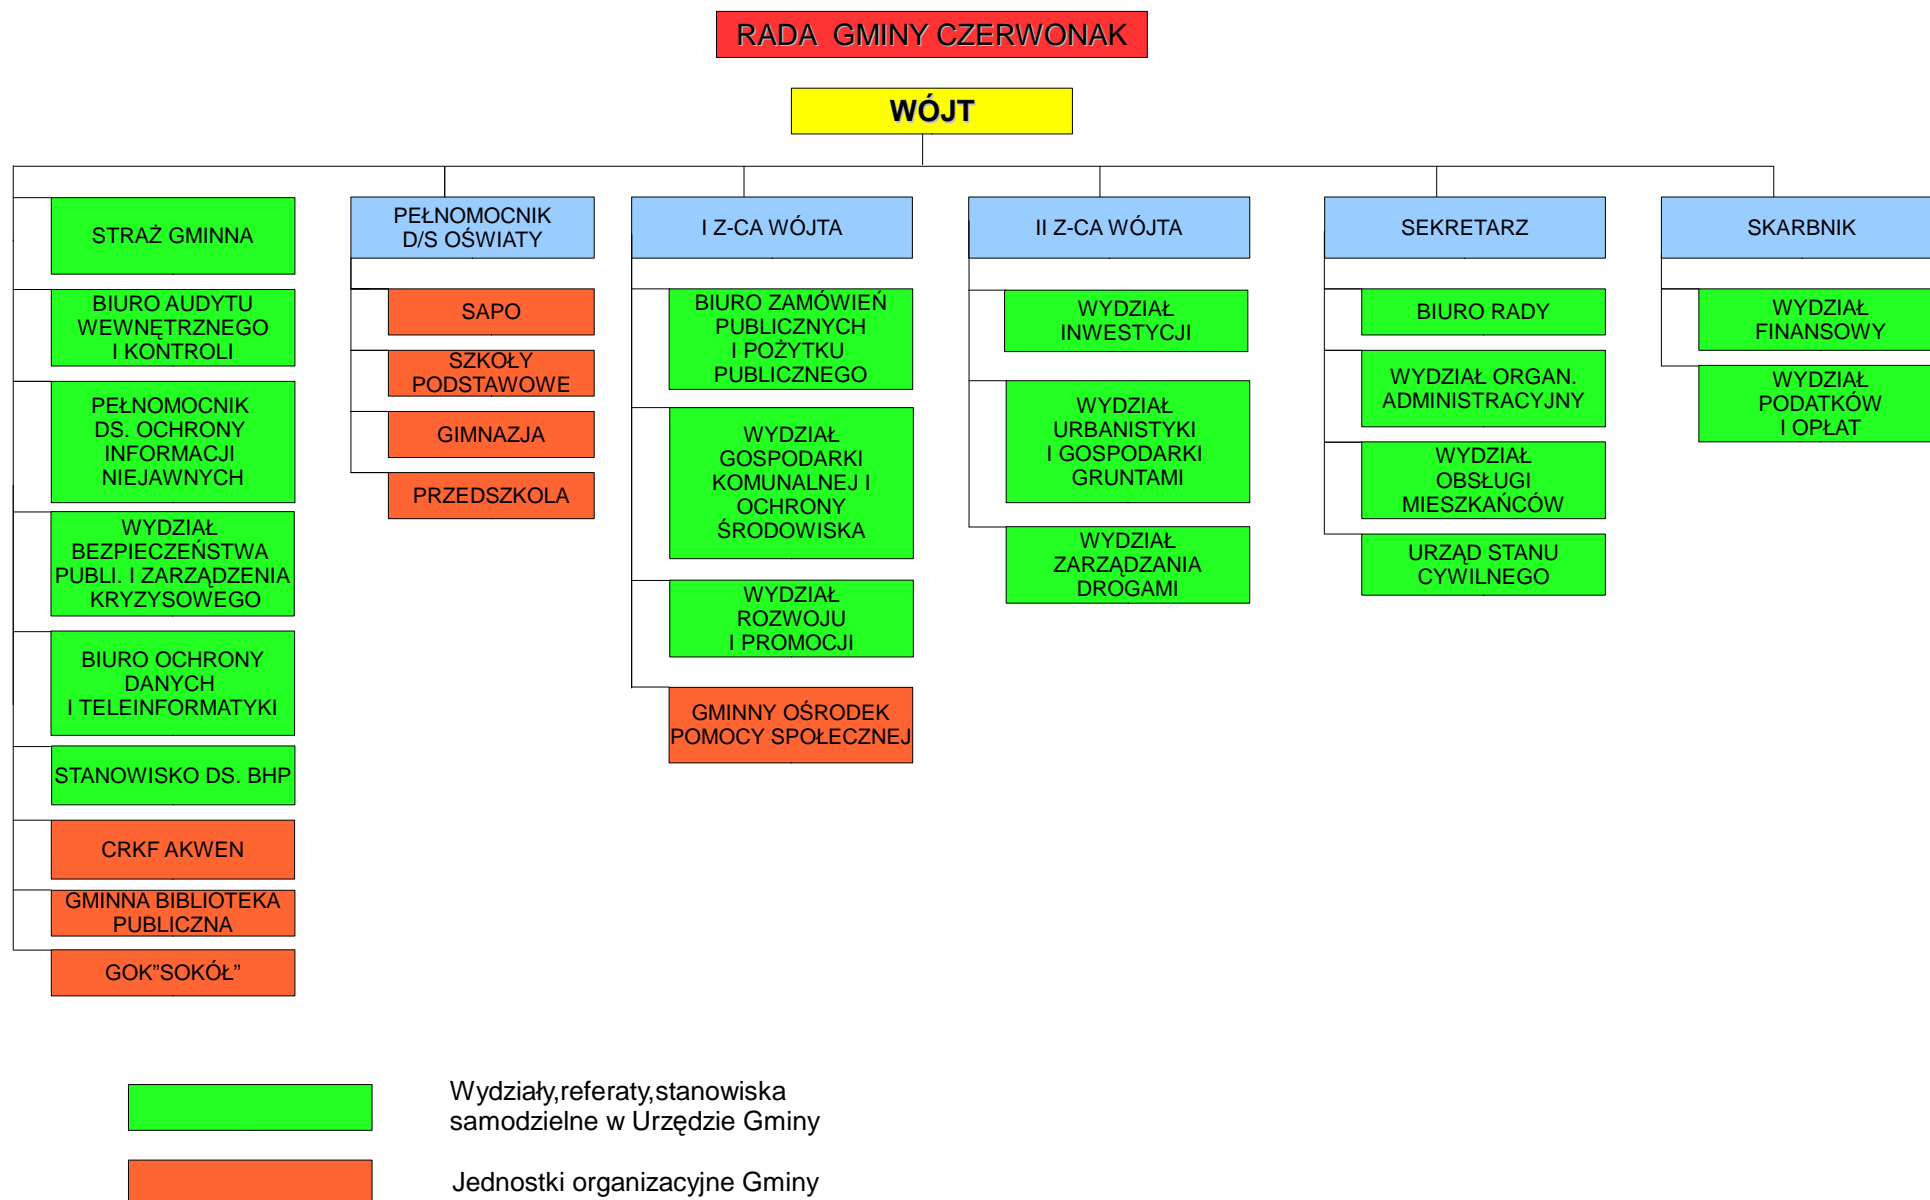 RADA GMINY CZERWONAK
WÓJT
STRAŻ GMINNA
BIURO AUDYTU
WEWNĘTRZNEGO
I KONTROLI
PEŁNOMOCNIK
DS. OCHRONY
INFORMACJI
NIEJAWNYCH
WYDZIAŁ
BEZPIECZEŃSTWA
PUBLI. I ZARZĄDZENIA
KRYZYSOWEGO
BIURO OCHRONY
DANYCH
I TELEINFORMATYKI
STANOWISKO DS. BHP
CRKF AKWEN
GMINNA BIBLIOTEKA
PUBLICZNA
GOK”SOKÓŁ”
PEŁNOMOCNIK
D/S OŚWIATY
SAPO
SZKOŁY
PODSTAWOWE
GIMNAZJA
PRZEDSZKOLA
I Z-CA WÓJTA
BIURO ZAMÓWIEŃ
PUBLICZNYCH
I POŻYTKU
PUBLICZNEGO
WYDZIAŁ
GOSPODARKI
KOMUNALNEJ I
OCHRONY
ŚRODOWISKA
WYDZIAŁ
ROZWOJU
I PROMOCJI
GMINNY OŚRODEK
POMOCY SPOŁECZNEJ
II Z-CA WÓJTA
WYDZIAŁ
INWESTYCJI
WYDZIAŁ
URBANISTYKI
I GOSPODARKI
GRUNTAMI
WYDZIAŁ
ZARZĄDZANIA
DROGAMI
SEKRETARZ
BIURO RADY
WYDZIAŁ ORGAN.
ADMINISTRACYJNY
WYDZIAŁ
OBSŁUGI
MIESZKAŃCÓW
URZĄD STANU
CYWILNEGO
SKARBNIK
WYDZIAŁ
FINANSOWY
WYDZIAŁ
PODATKÓW
I OPŁAT
Wydziały,referaty,stanowiska
samodzielne w Urzędzie Gminy
Jednostki organizacyjne Gminy